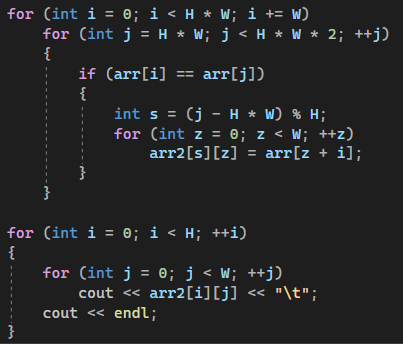 for (int i = 0; i < H * W; i += W)
    for (int j = H * W; j < H * W * 2; ++j)
    {
        if (arr[i] == arr[j])
        {
            int s = (j - H * W) % H;
            for (int z = 0; z < W; ++z)
                arr2[s][z] = arr[z + i];
        }
    }

for (int i = 0; i < H; ++i)
{
    for (int j = 0; j < W; ++j)
        cout << arr2[i][j] << "\t";
    cout << endl;
}